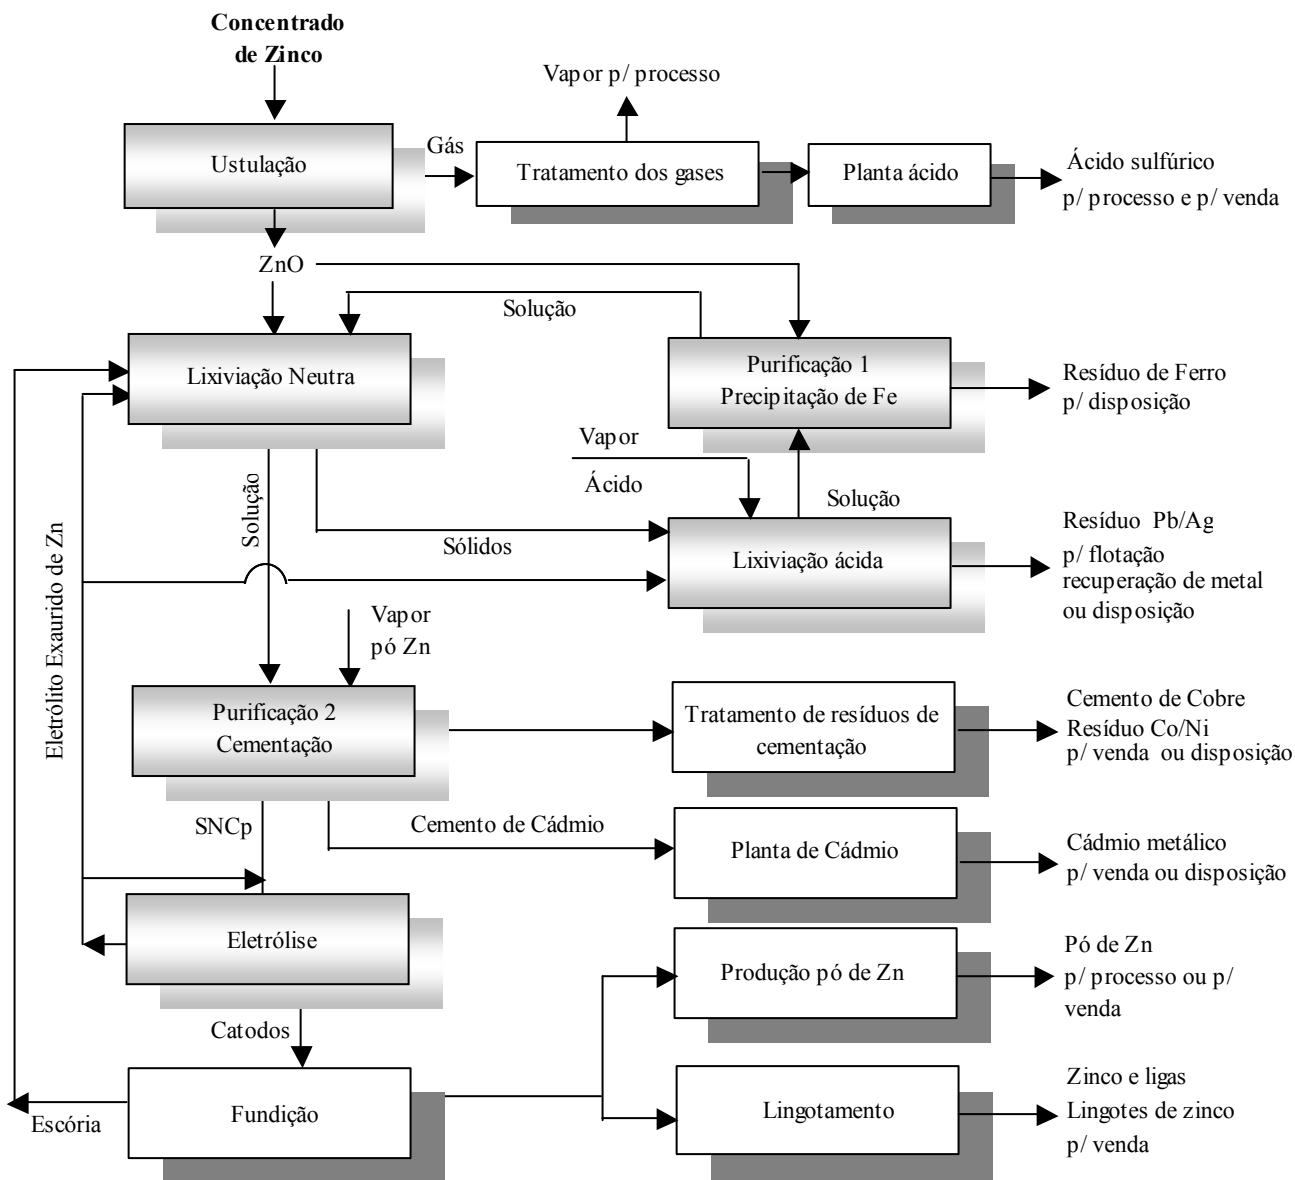 Concentrado
de Zinco
Vapor p/ processo
Gás
Ustulação
Tratamento dos gases
Planta ácido
Ácido sulfúrico
p/ processo e p/ venda
ZnO
Solução
Lixiviação Neutra
Purificação 1
Precipitação de Fe
Resíduo de Ferro
p/ disposição
Vapor
Ácido
Solução
Solução
Sólidos
Lixiviação ácida
Resíduo Pb/Ag
p/ flotação
recuperação de metal
ou disposição
Eletrólito Exaurido de Zn
Vapor
pó Zn
Purificação 2
Cementação
Tratamento de resíduos de
cementação
Cemento de Cobre
Resíduo Co/Ni
p/ venda ou disposição
SNCp
Cemento de Cádmio
Planta de Cádmio
Cádmio metálico
p/ venda ou disposição
Eletrólise
Produção pó de Zn
Pó de Zn
p/ processo ou p/
venda
Catodos
Fundição
Escória
Lingotamento
Zinco e ligas
Lingotes de zinco
p/ venda